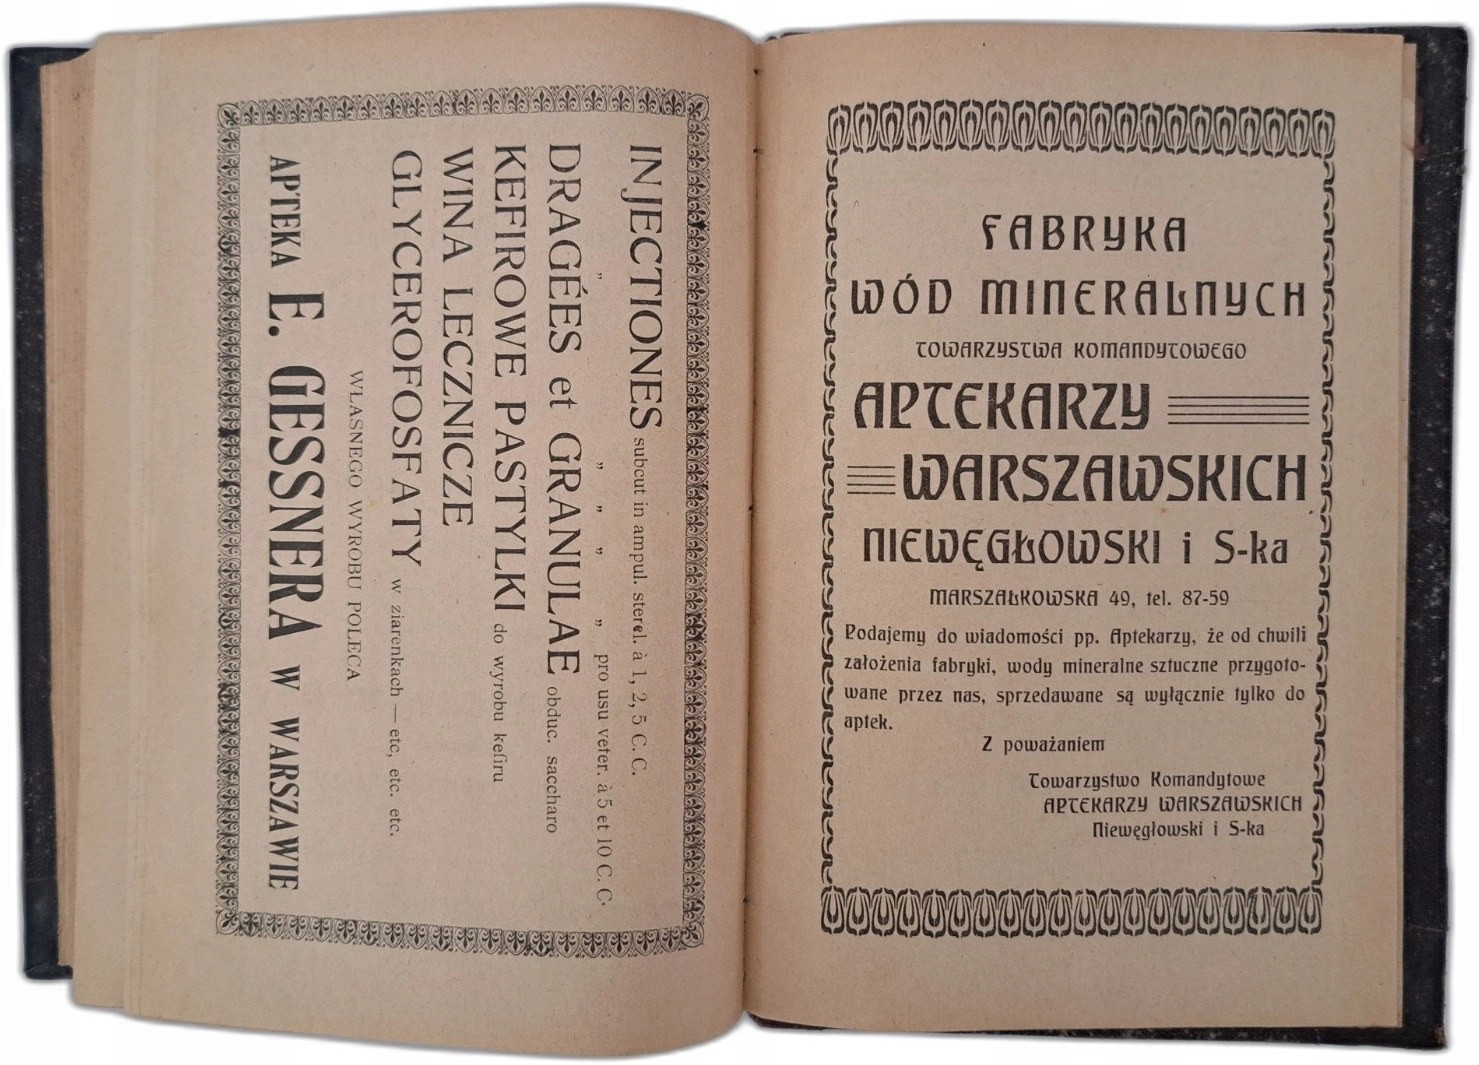 INJECTIONES subcut in ampul. sterel. à 1, 2, 5 C. C.
„ „ „ „ „ pro usu veter. à 5 et 10 C. C.
DRAGÉES et GRANULAE obduc. saccharo
KEFIROWE PASTYLKI do wyrobu kefiru
WINA LECZNICZE
GLYCEROFOSFATY w ziarenkach — etc, etc. etc.
WŁASNEGO WYROBU POLECA
APTEKA E. GESSNERA W WARSZAWIE
FABRYKA
WÓD MINERALNYCH
TOWARZYSTWA KOMANDYTOWEGO
APTEKARZY
WARSZAWSKICH
NIEWĘGŁOWSKI i S-ka
MARSZAŁKOWSKA 49, tel. 87-59
Podajemy do wiadomości pp. Aptekarzy, że od chwili
założenia fabryki, wody mineralne sztuczne przygoto-
wane przez nas, sprzedawane są wyłącznie tylko do
aptek.
Z poważaniem
Towarzystwo Komandytowe
APTEKARZY WARSZAWSKICH
Niewęgłowski i S-ka